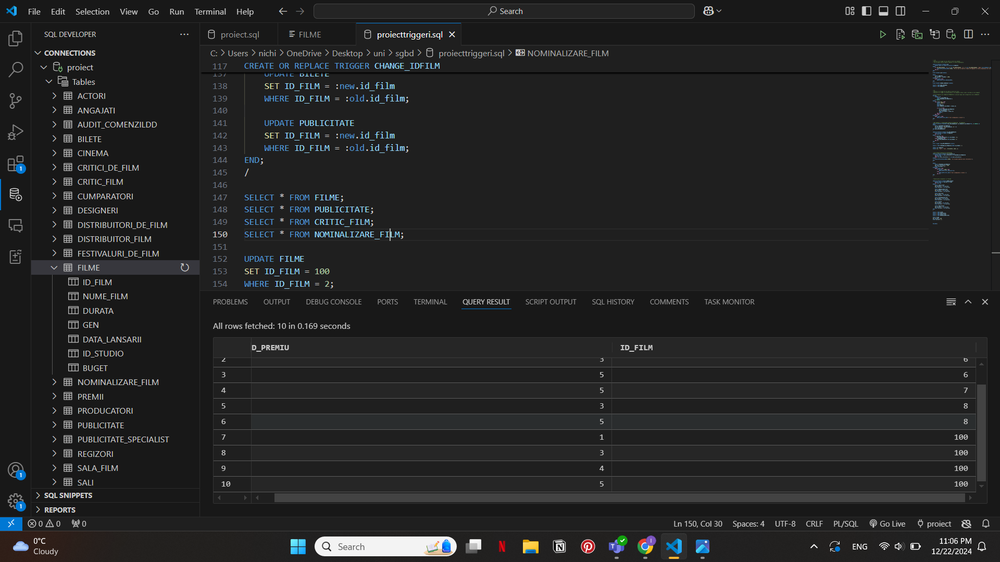 File Edit Selection View Go Run Terminal Help
Search
SQL DEVELOPER
CONNECTIONS
proiect
Tables
ACTORI
ANGAJATI
AUDIT_COMENZILDD
BILETE
CINEMA
CRITICI_DE_FILM
CRITIC_FILM
CUMPARATORI
DESIGNERI
DISTRIBUITORI_DE_FILM
DISTRIBUITOR_FILM
FESTIVALURI_DE_FILM
FILME
ID_FILM
NUME_FILM
DURATA
GEN
DATA_LANSARII
ID_STUDIO
BUGET
NOMINALIZARE_FILM
PREMII
PRODUCATORI
PUBLICITATE
PUBLICITATE_SPECIALIST
REGIZORI
SALA_FILM
SALI
SQL SNIPPETS
REPORTS
1
1
1
proiect.sql FILME proiecttriggeri.sql
C: > Users > nichi > OneDrive > Desktop > uni > sgbd > proiecttriggeri.sql > NOMINALIZARE_FILM
117 CREATE OR REPLACE TRIGGER CHANGE_IDFILM
137 UPDATE BILETE
138 SET ID_FILM = :new.id_film
139 WHERE ID_FILM = :old.id_film;
140
141 UPDATE PUBLICITATE
142 SET ID_FILM = :new.id_film
143 WHERE ID_FILM = :old.id_film;
144 END;
145 /
146
147 SELECT * FROM FILME;
148 SELECT * FROM PUBLICITATE;
149 SELECT * FROM CRITIC_FILM;
150 SELECT * FROM NOMINALIZARE_FILM;
151
152 UPDATE FILME
153 SET ID_FILM = 100
154 WHERE ID_FILM = 2;
PROBLEMS OUTPUT DEBUG CONSOLE PORTS TERMINAL QUERY RESULT SCRIPT OUTPUT SQL HISTORY COMMENTS TASK MONITOR
All rows fetched: 10 in 0.169 seconds
D_PREMIU ID_FILM
2 3 6
3 5 6
4 5 7
5 3 8
6 5 8
7 1 100
8 3 100
9 4 100
10 5 100
0 0 0 Ln 150, Col 30 Spaces: 4 UTF-8 CRLF PL/SQL Go Live proiect
0°C
Cloudy
Search
ENG
11:06 PM
12/22/2024